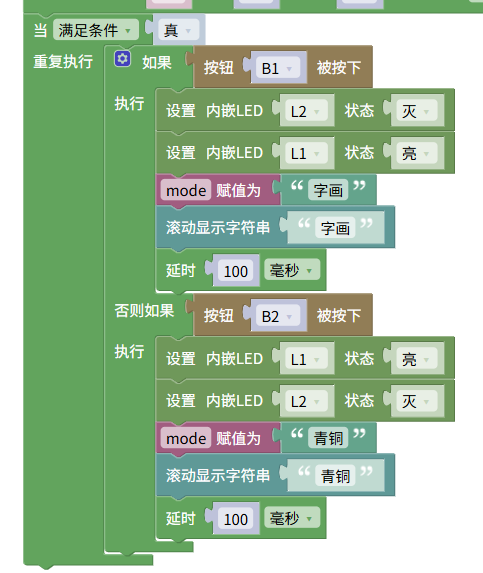 当 满足条件 真
重复执行 如果 按钮 B1 被按下
执行 设置 内嵌LED L2 状态 灭
设置 内嵌LED L1 状态 亮
mode 赋值为 “ 字画 ”
滚动显示字符串 “ 字画 ”
延时 100 毫秒
否则如果 按钮 B2 被按下
执行 设置 内嵌LED L1 状态 亮
设置 内嵌LED L2 状态 灭
mode 赋值为 “ 青铜 ”
滚动显示字符串 “ 青铜 ”
延时 100 毫秒